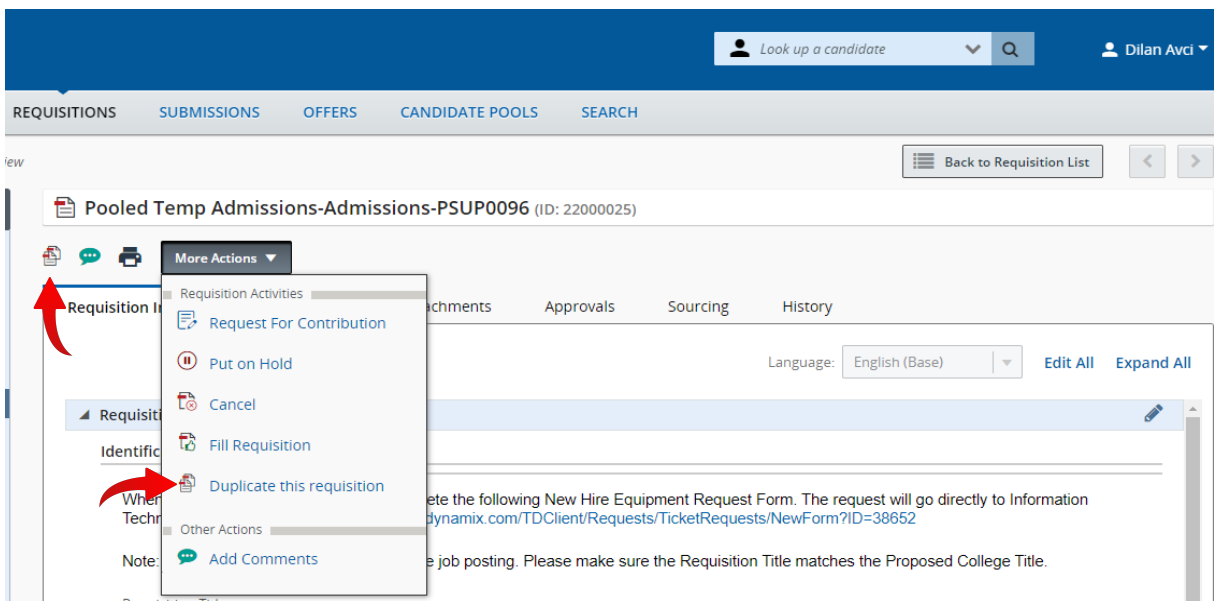 Look up a candidate
Dilan Avci
REQUISITIONS SUBMISSIONS OFFERS CANDIDATE POOLS SEARCH
Back to Requisition List
Pooled Temp Admissions-Admissions-PSUP0096 (ID: 22000025)
More Actions
Requisition Activities
Requisition I achments Approvals Sourcing History
Request For Contribution
Put on Hold
Language: English (Base) Edit All Expand All
Cancel
Requisiti
Fill Requisition
Identific
Duplicate this requisition
When ete the following New Hire Equipment Request Form. The request will go directly to Information
Techn dynamix.com/TDClient/Requests/TicketRequests/NewForm?ID=38652
Other Actions
Add Comments
Note: e job posting. Please make sure the Requisition Title matches the Proposed College Title.